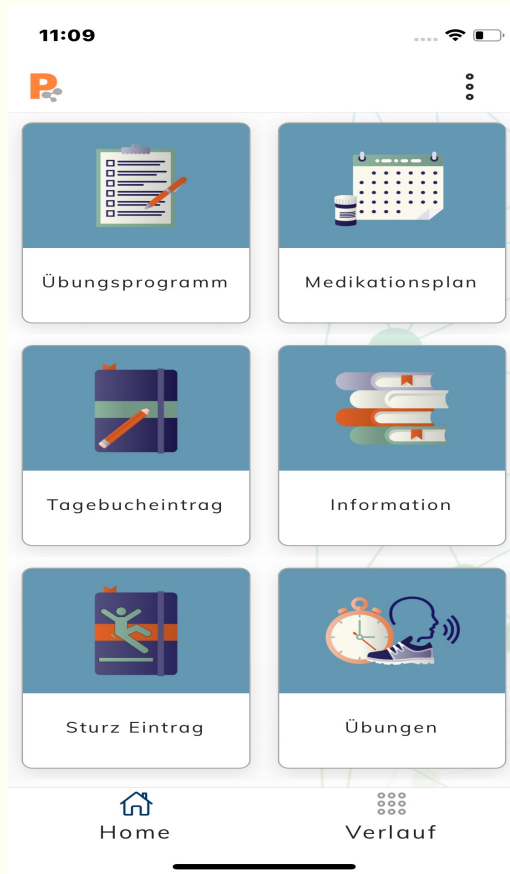 11:09
P
Übungsprogramm
Medikationsplan
Tagebucheintrag
Information
Sturz Eintrag
Übungen
Home
Verlauf